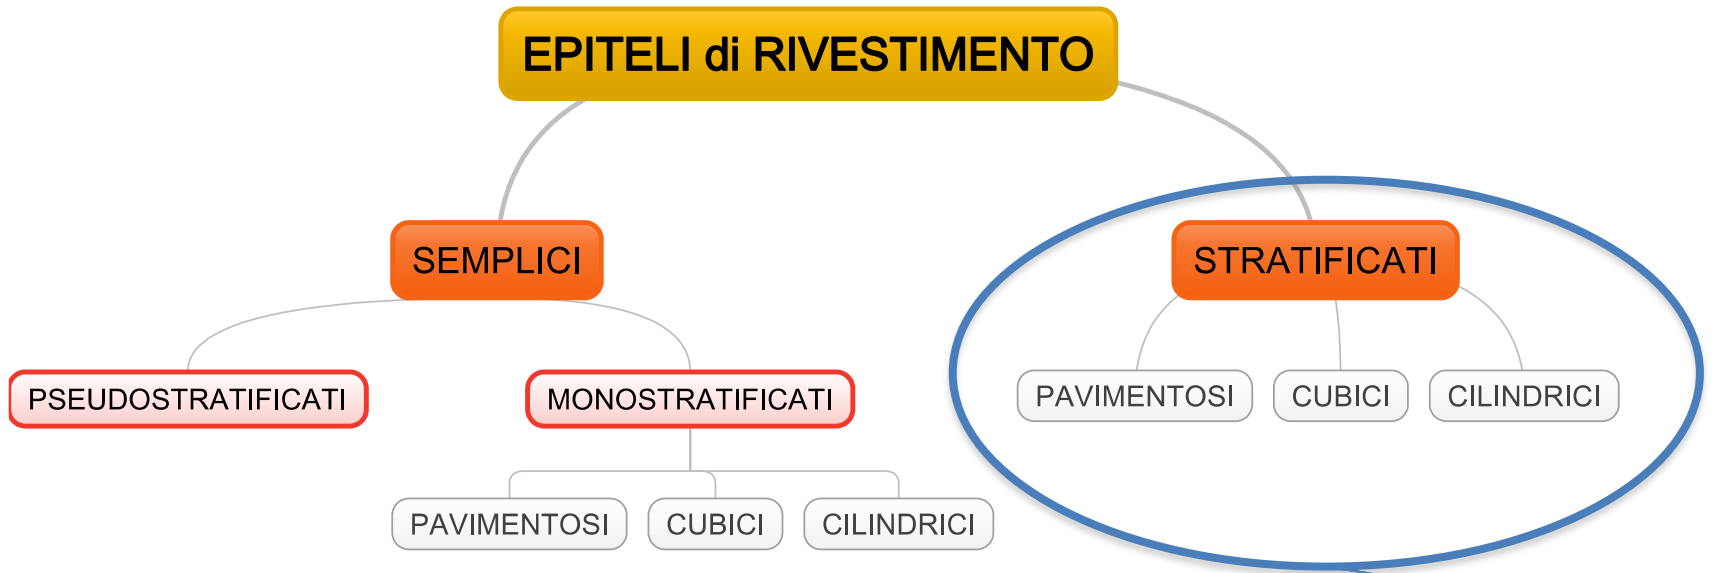 EPITELI di RIVESTIMENTO
SEMPLICI
STRATIFICATI
PSEUDOSTRATIFICATI
MONOSTRATIFICATI
PAVIMENTOSI
CUBICI
CILINDRICI
PAVIMENTOSI
CUBICI
CILINDRICI